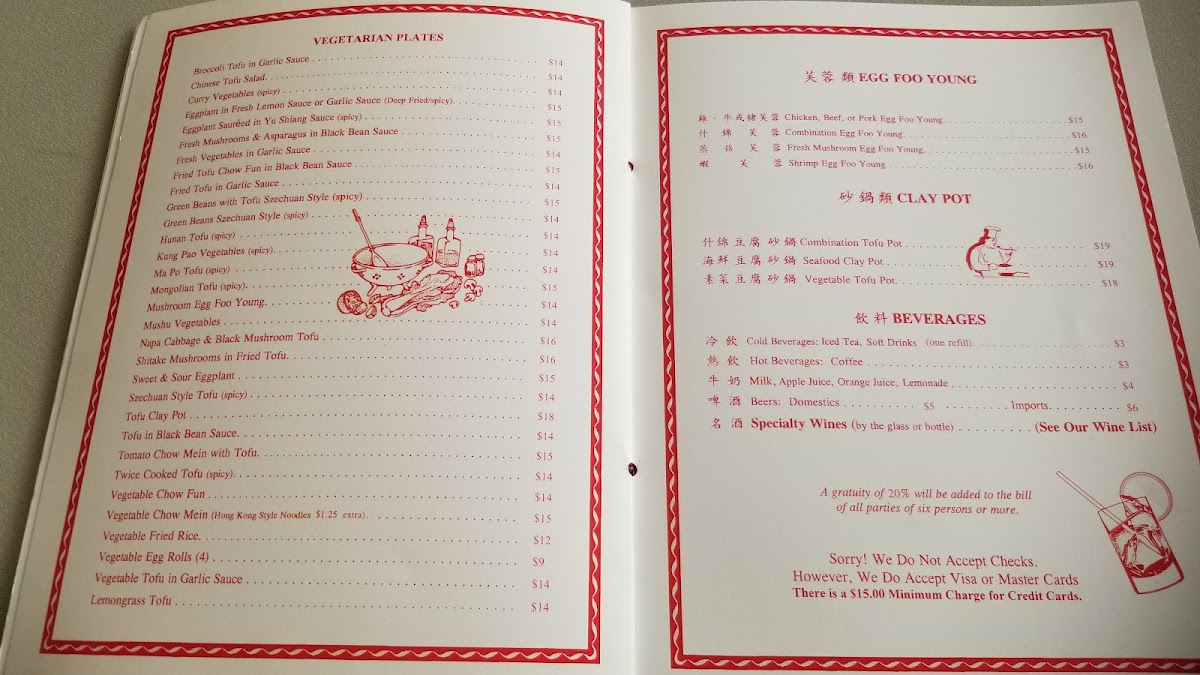 VEGETARIAN PLATES
Broccoli Tofu in Garlic Sauce $14
Chinese Tofu Salad. $14
Curry Vegetables (spicy) $14
Eggplant in Fresh Lemon Sauce or Garlic Sauce (Deep Fried/spicy). $15
Eggplant Sautéed in Yu Shiang Sauce (spicy) $15
Fresh Mushrooms & Asparagus in Black Bean Sauce $15
Fresh Vegetables in Garlic Sauce $14
Fried Tofu Chow Fun in Black Bean Sauce $15
Fried Tofu in Garlic Sauce $14
Green Beans with Tofu Szechuan Style (spicy) $15
Green Beans Szechuan Style (spicy) $14
Hunan Tofu (spicy) $14
Kung Pao Vegetables (spicy). $14
Ma Po Tofu (spicy) $14
Mongolian Tofu (spicy). $15
Mushroom Egg Foo Young. $14
Mushu Vegetables $14
Napa Cabbage & Black Mushroom Tofu $16
Shitake Mushrooms in Fried Tofu. $16
Sweet & Sour Eggplant $15
Szechuan Style Tofu (spicy) $14
Tofu Clay Pot $18
Tofu in Black Bean Sauce. $14
Tomato Chow Mein with Tofu. $15
Twice Cooked Tofu (spicy). $14
Vegetable Chow Fun $14
Vegetable Chow Mein (Hong Kong Style Noodles $1.25 extra). $15
Vegetable Fried Rice. $12
Vegetable Egg Rolls (4) $9
Vegetable Tofu in Garlic Sauce $14
Lemongrass Tofu $14
芙蓉類 EGG FOO YOUNG
雞·牛或豬芙蓉 Chicken, Beef, or Pork Egg Foo Young. $15
什錦芙蓉 Combination Egg Foo Young. $16
蘑菇芙蓉 Fresh Mushroom Egg Foo Young. $15
蝦芙蓉 Shrimp Egg Foo Young. $16
砂鍋類 CLAY POT
什錦豆腐砂鍋 Combination Tofu Pot $19
海鮮豆腐砂鍋 Seafood Clay Pot $19
素菜豆腐砂鍋 Vegetable Tofu Pot. $18
飲料 BEVERAGES
冷飲 Cold Beverages: Iced Tea, Soft Drinks (one refill). $3
熱飲 Hot Beverages: Coffee $3
牛奶 Milk, Apple Juice, Orange Juice, Lemonade $4
啤酒 Beers: Domestics $5 Imports. $6
名酒 Specialty Wines (by the glass or bottle) (See Our Wine List)
A gratuity of 20% will be added to the bill
of all parties of six persons or more.
Sorry! We Do Not Accept Checks.
However, We Do Accept Visa or Master Cards
There is a $15.00 Minimum Charge for Credit Cards.